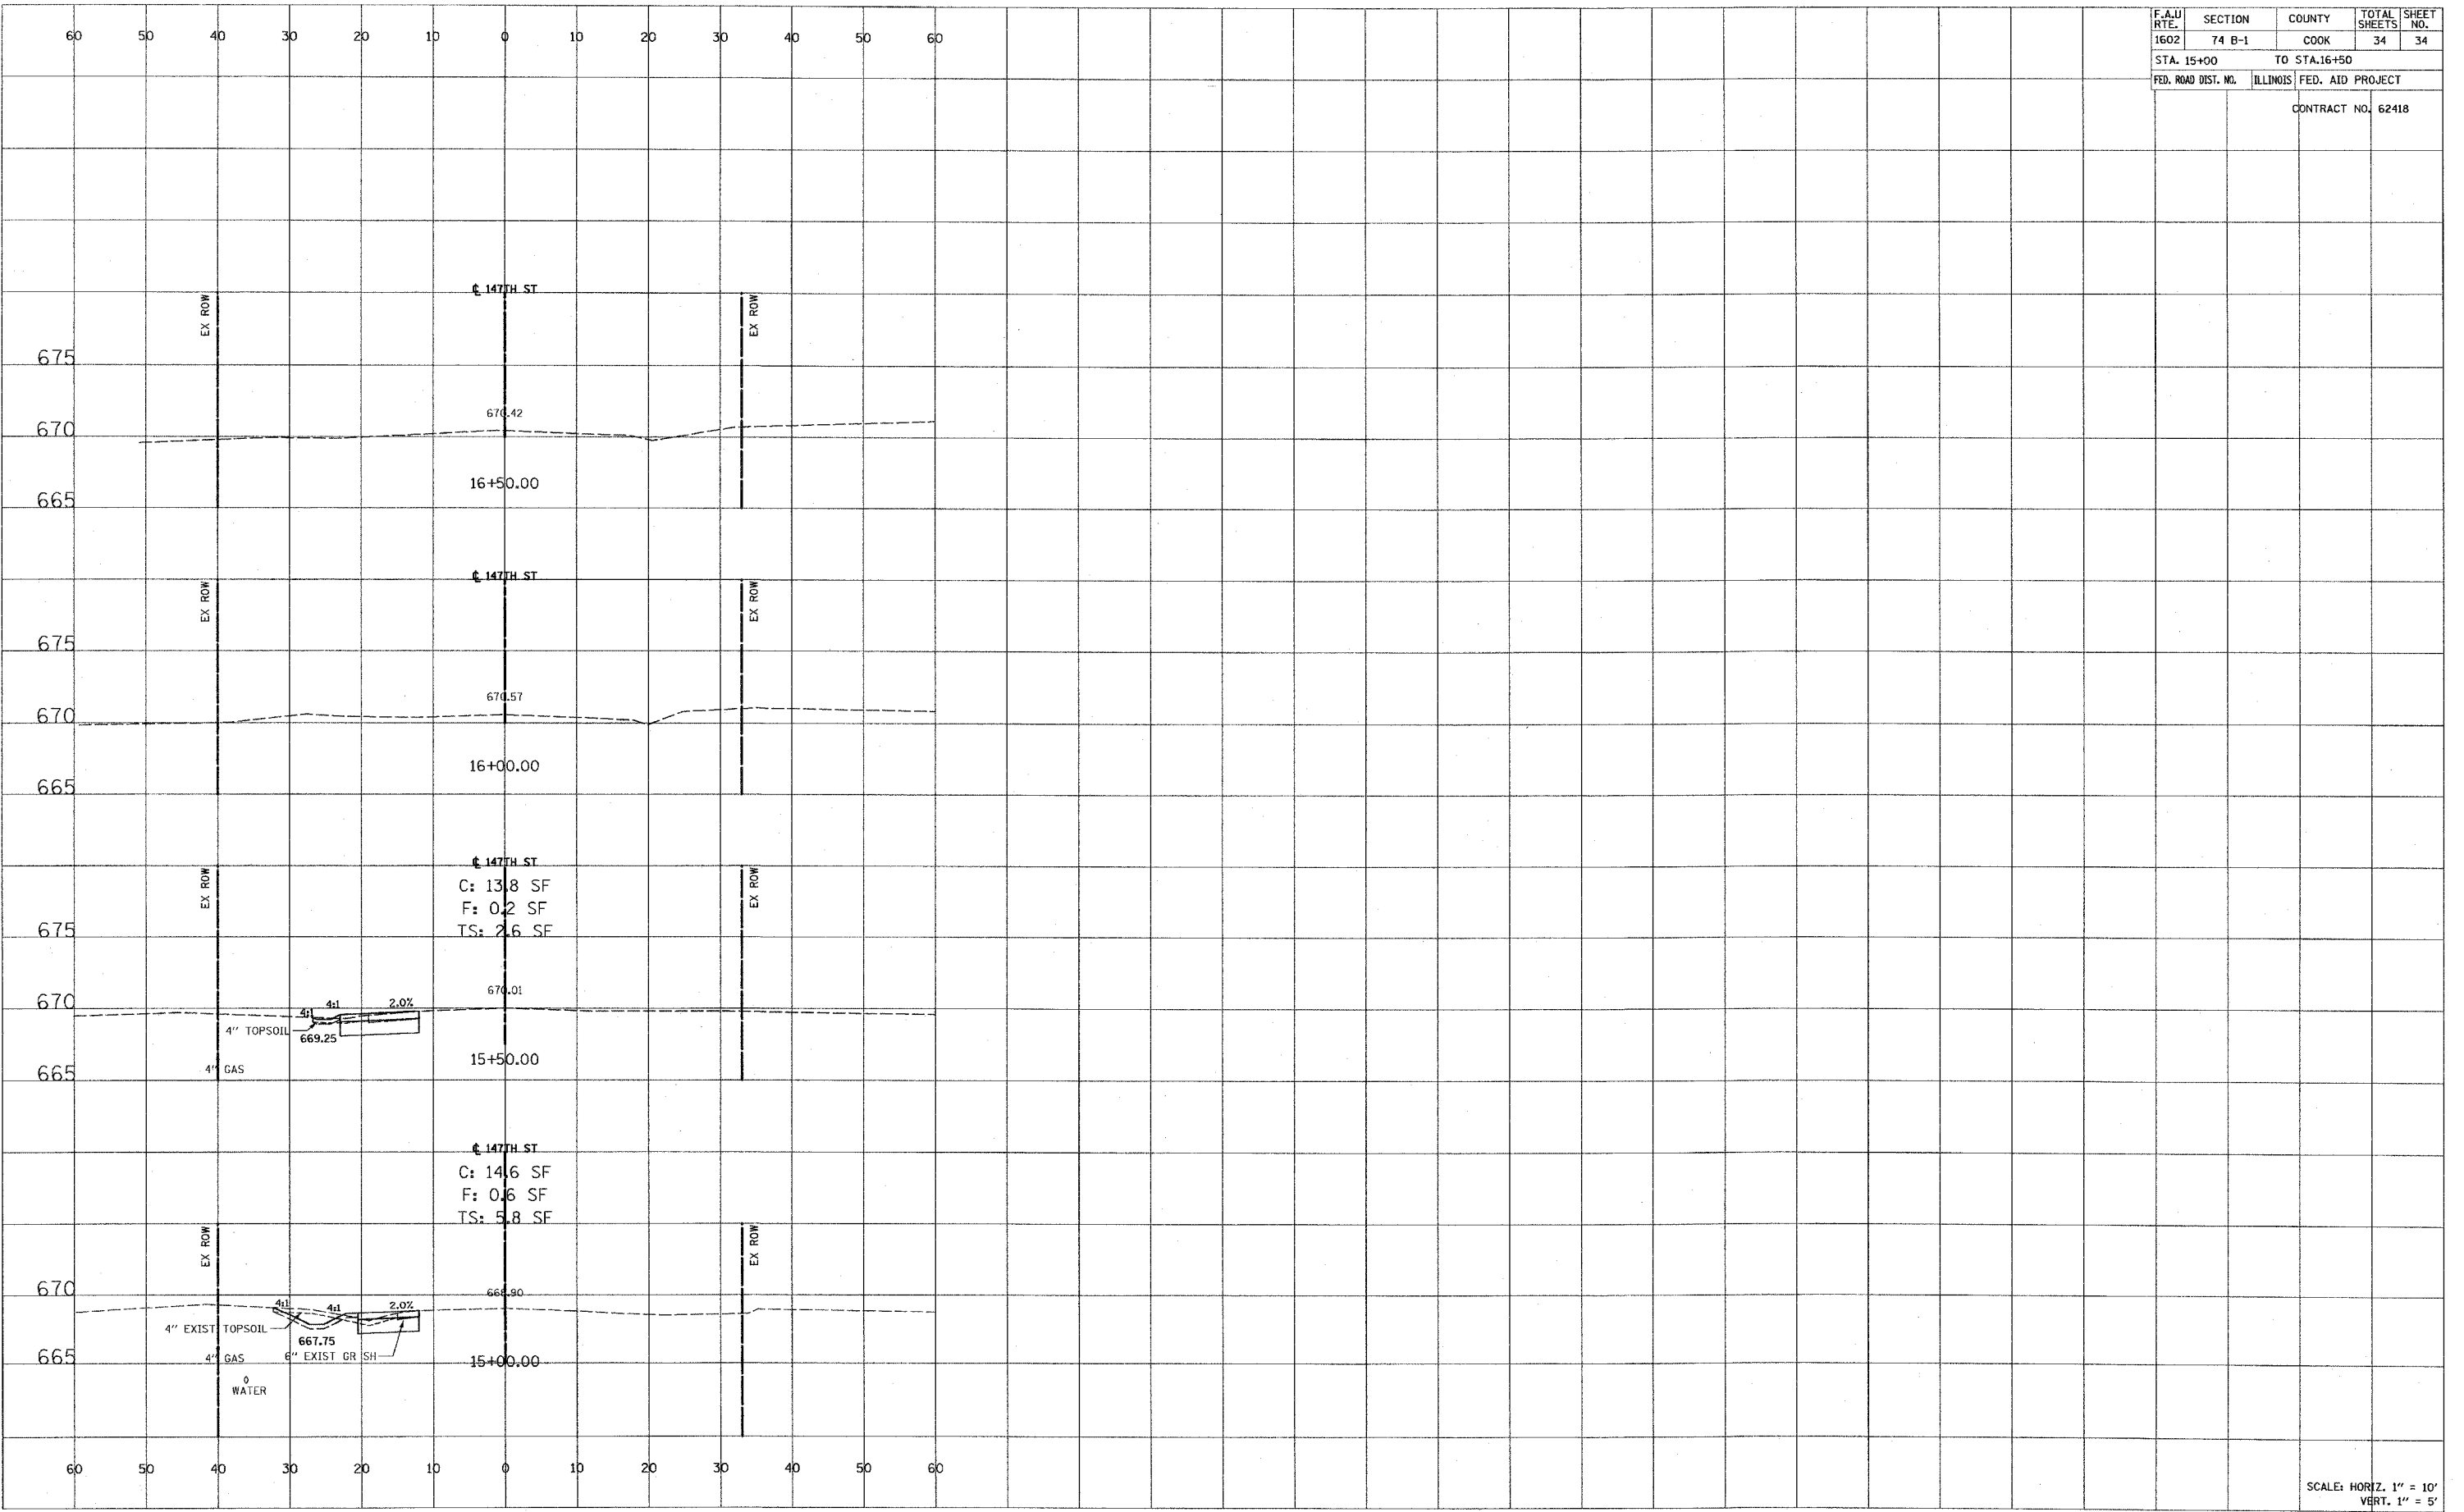 F.A.U RTE. SECTION COUNTY TOTAL SHEETS SHEET NO.
1602 74 B-1 COOK 34 34
STA. 15+00 TO STA.16+50
FED. ROAD DIST. NO. ILLINOIS FED. AID PROJECT
CONTRACT NO. 62418
60 50 40 30 20 10 0 10 20 30 40 50 60
℄ 147TH ST
EX ROW EX ROW
675
670.42
670
16+50.00
665
℄ 147TH ST
EX ROW EX ROW
675
670.57
670
16+00.00
665
℄ 147TH ST
EX ROW EX ROW
C: 13.8 SF
F: 0.2 SF
675 TS: 2.6 SF
670.01
670 4:1 2.0%
4:1
4" TOPSOIL
669.25
15+50.00
665 4" GAS
℄ 147TH ST
C: 14.6 SF
F: 0.6 SF
TS: 5.8 SF
EX ROW EX ROW
670 668.90
4:1 4:1 2.0%
4" EXIST TOPSOIL
667.75
665 4" GAS 6" EXIST GR SH
15+00.00
WATER
60 50 40 30 20 10 0 10 20 30 40 50 60
SCALE: HORIZ. 1" = 10'
VERT. 1" = 5'